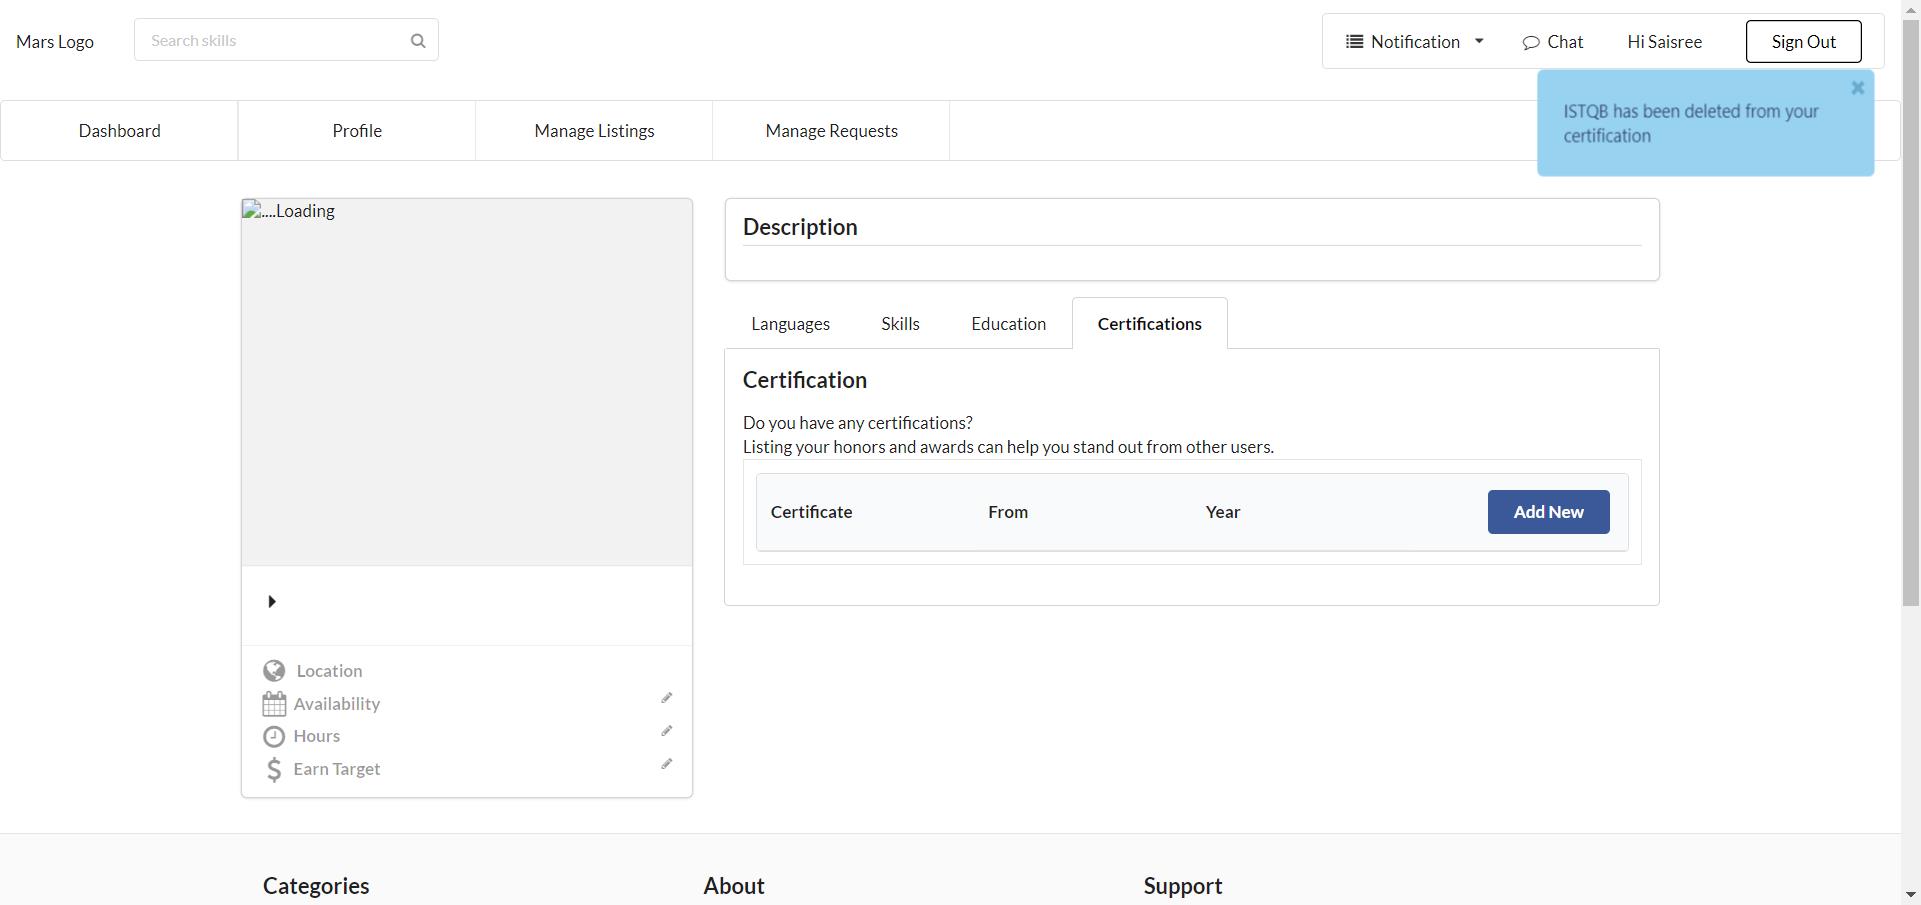 Mars Logo
Search skills
Notification
Chat
Hi Saisree
Sign Out
ISTQB has been deleted from your
certification
Dashboard
Profile
Manage Listings
Manage Requests
....Loading
Description
Languages
Skills
Education
Certifications
Certification
Do you have any certifications?
Listing your honors and awards can help you stand out from other users.
Certificate
From
Year
Add New
Location
Availability
Hours
Earn Target
Categories
About
Support